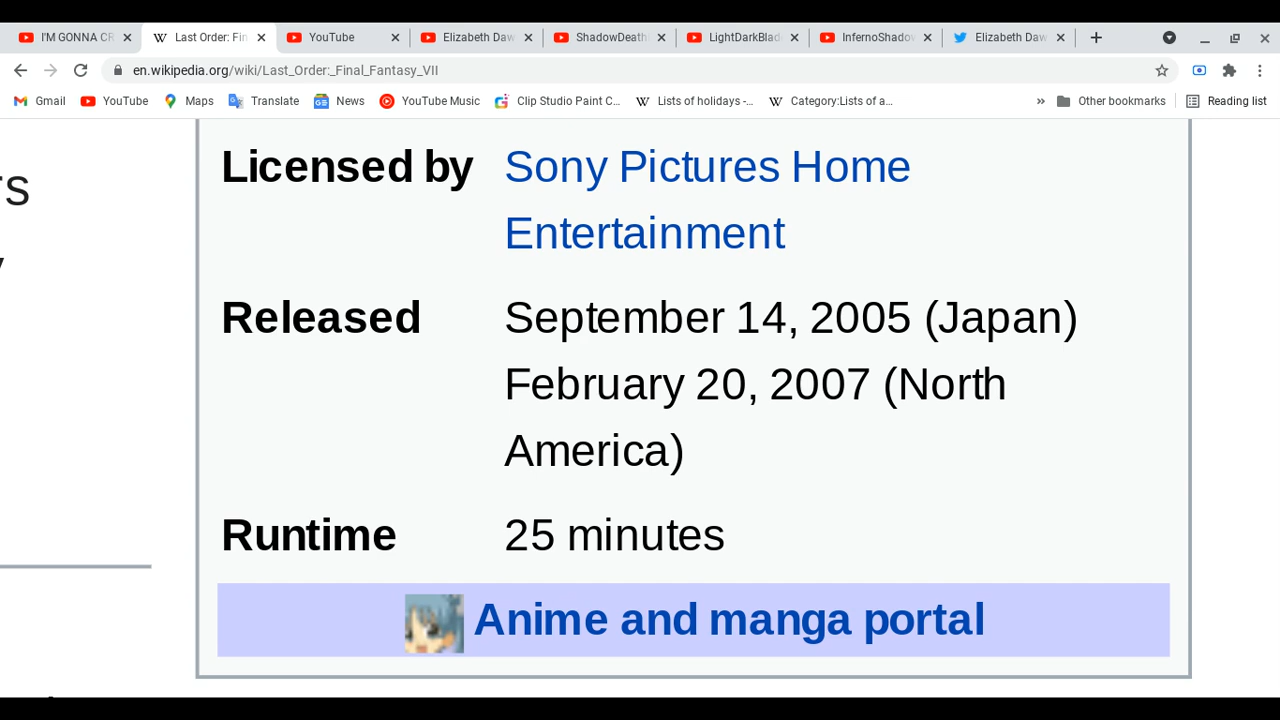 I'M GONNA CR
Last Order: Fin
YouTube
Elizabeth Daw
ShadowDeath
LightDarkBlad
InfernoShadow
Elizabeth Daw
en.wikipedia.org/wiki/Last_Order:_Final_Fantasy_VII
Gmail
YouTube
Maps
Translate
News
YouTube Music
Clip Studio Paint C...
Lists of holidays -...
Category:Lists of a...
»
Other bookmarks
Reading list
rs
Licensed by Sony Pictures Home
Entertainment
Released September 14, 2005 (Japan)
February 20, 2007 (North
America)
Runtime 25 minutes
Anime and manga portal